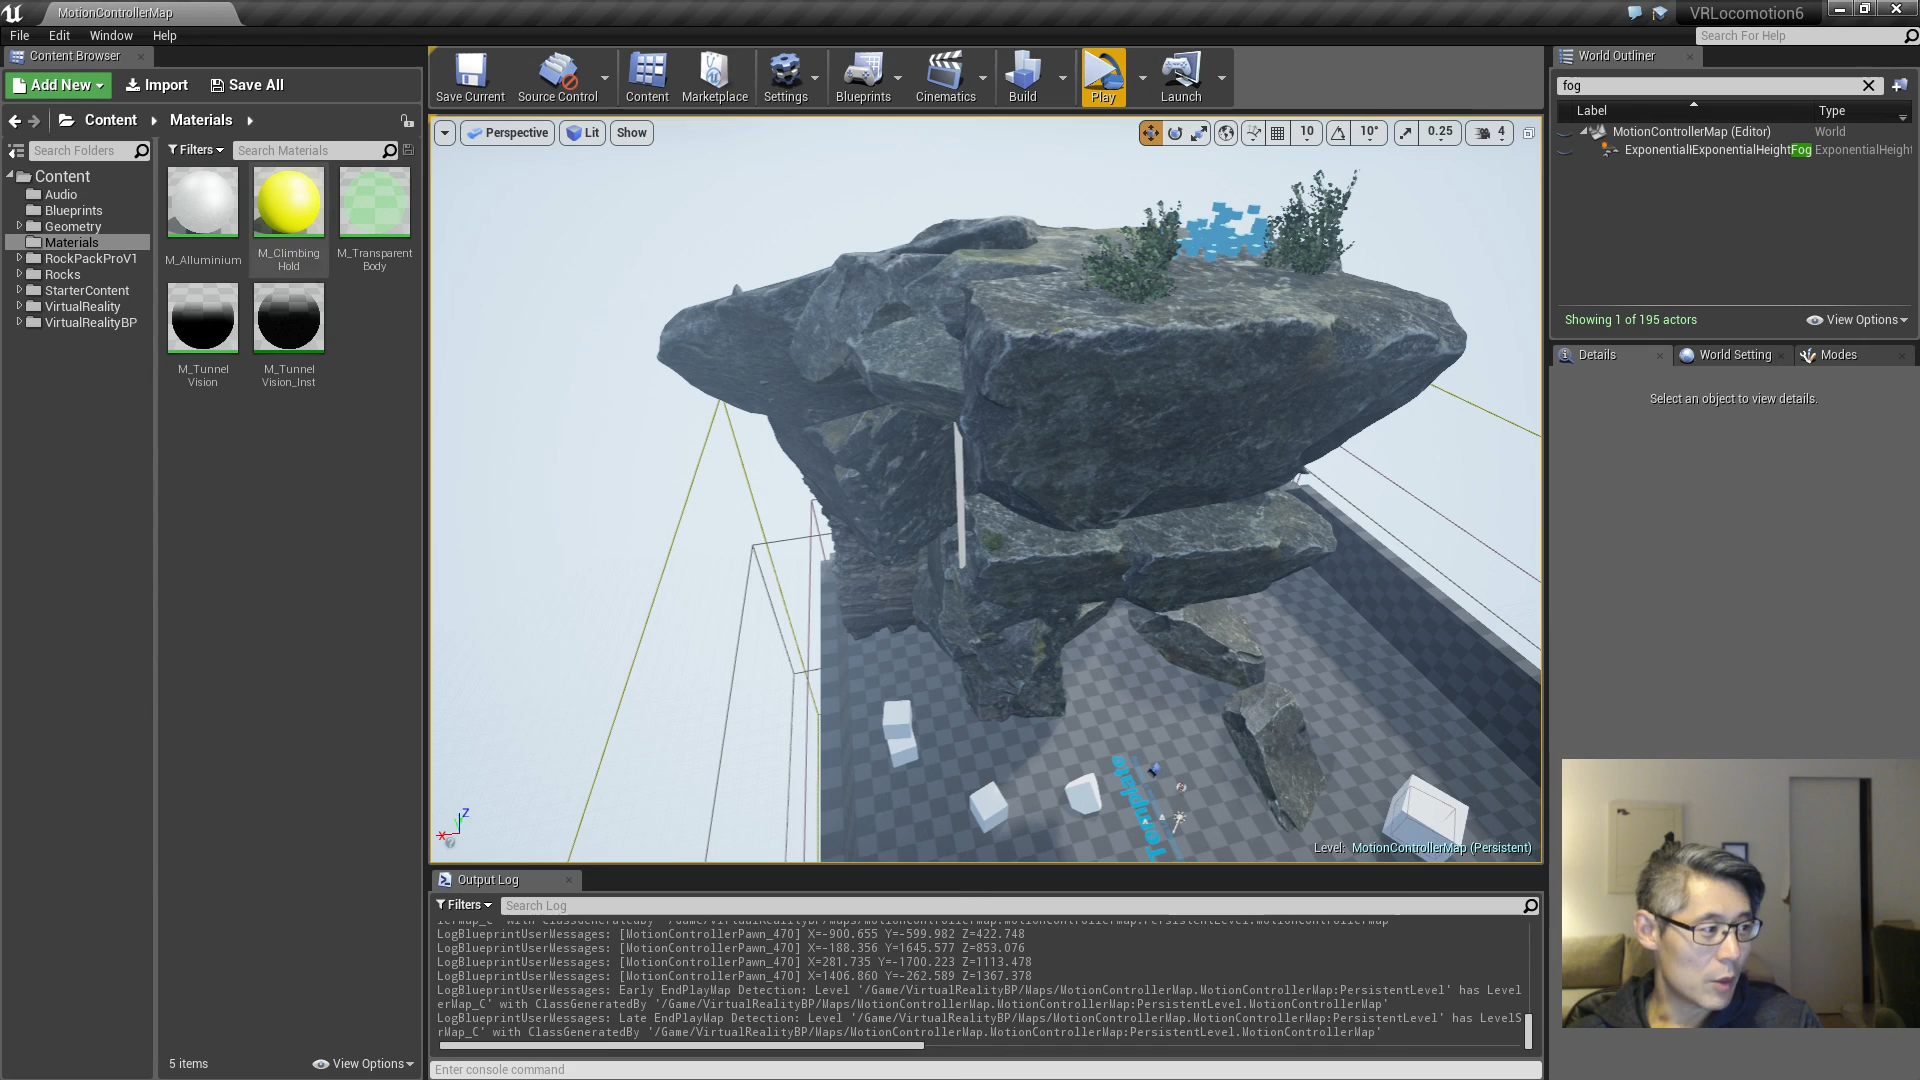 MotionControllerMap
VRLocomotion6
File Edit Window Help
Search For Help
Content Browser
Add New Import Save All
Content Materials
Search Folders
Filters Search Materials
Content
Audio
Blueprints
Geometry
Materials
RockPackProV1
Rocks
StarterContent
VirtualReality
VirtualRealityBP
M_Alluminium
M_Climbing
Hold
M_Transparent
Body
M_Tunnel
Vision
M_Tunnel
Vision_Inst
5 items View Options
Save Current Source Control Content Marketplace Settings Blueprints Cinematics Build Play Launch
Perspective Lit Show
10 10° 0.25 4
Z
X
Template
Level: MotionControllerMap (Persistent)
Output Log
Filters Search Log
LogBlueprintUserMessages: [MotionControllerPawn_470] X=-900.655 Y=-599.982 Z=422.748
LogBlueprintUserMessages: [MotionControllerPawn_470] X=-188.356 Y=1645.577 Z=853.076
LogBlueprintUserMessages: [MotionControllerPawn_470] X=281.735 Y=-1700.223 Z=1113.478
LogBlueprintUserMessages: [MotionControllerPawn_470] X=1406.860 Y=-262.589 Z=1367.378
LogBlueprintUserMessages: Early EndPlayMap Detection: Level '/Game/VirtualRealityBP/Maps/MotionControllerMap.MotionControllerMap:PersistentLevel' has Level
erMap_C' with ClassGeneratedBy '/Game/VirtualRealityBP/Maps/MotionControllerMap.MotionControllerMap:PersistentLevel.MotionControllerMap'
LogBlueprintUserMessages: Late EndPlayMap Detection: Level '/Game/VirtualRealityBP/Maps/MotionControllerMap.MotionControllerMap:PersistentLevel' has LevelS
rMap_C' with ClassGeneratedBy '/Game/VirtualRealityBP/Maps/MotionControllerMap.MotionControllerMap:PersistentLevel.MotionControllerMap'
Enter console command
World Outliner
fog
Label Type
MotionControllerMap (Editor) World
ExponentialHeightFog ExponentialHeight
Showing 1 of 195 actors View Options
Details World Setting Modes
Select an object to view details.